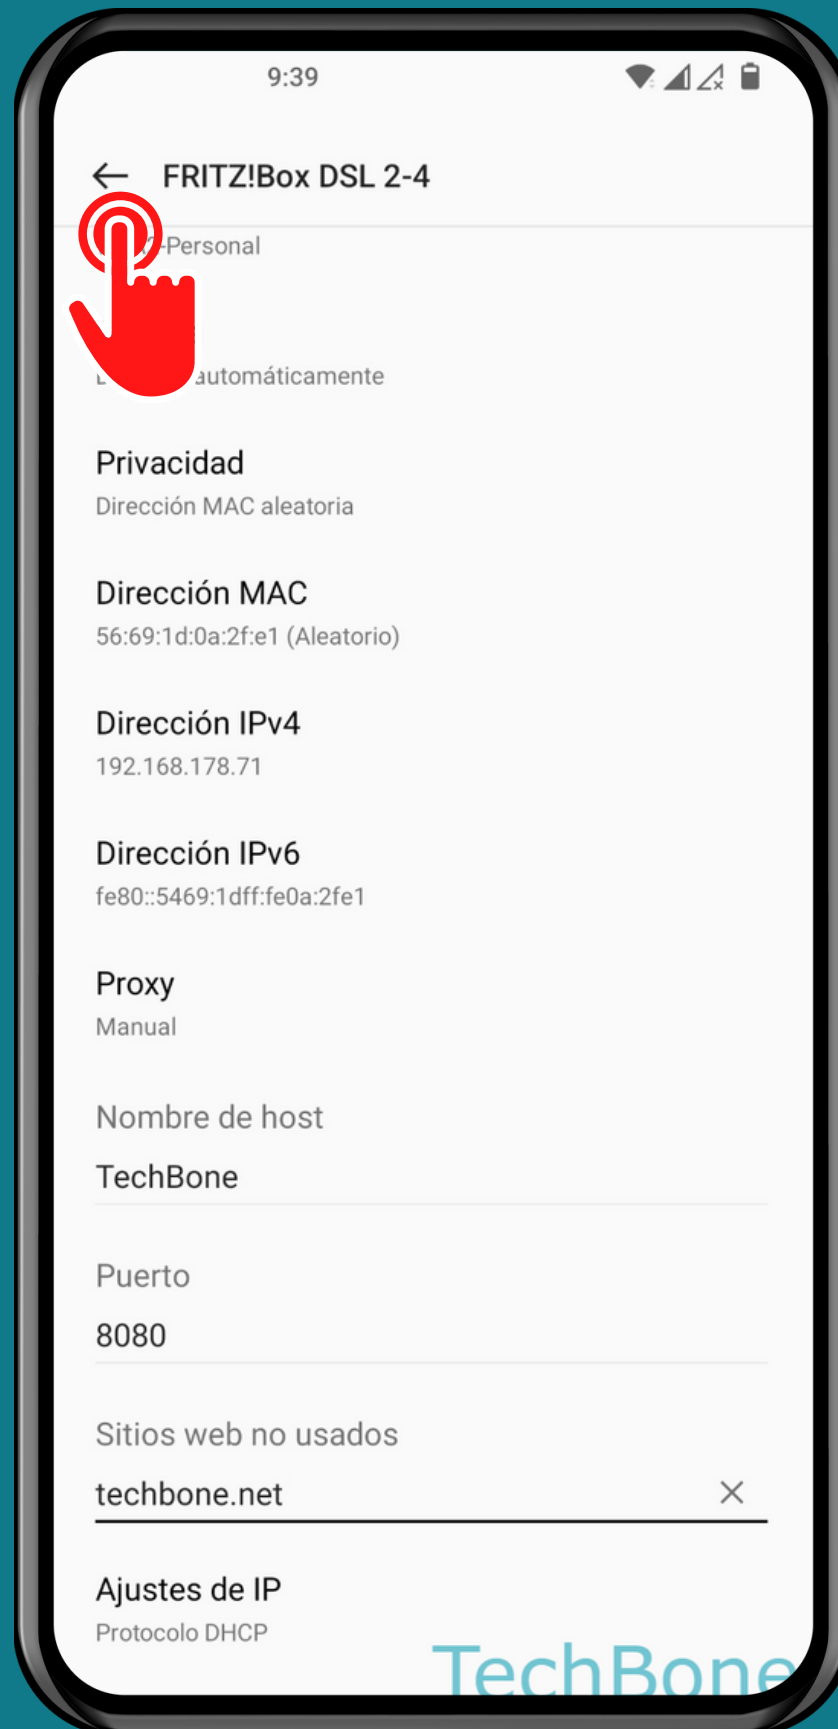 9:39
FRITZ!Box DSL 2-4
-Personal
automáticamente
Privacidad
Dirección MAC aleatoria
Dirección MAC
56:69:1d:0a:2f:e1 (Aleatorio)
Dirección IPv4
192.168.178.71
Dirección IPv6
fe80::5469:1dff:fe0a:2fe1
Proxy
Manual
Nombre de host
TechBone
Puerto
8080
Sitios web no usados
techbone.net
Ajustes de IP
Protocolo DHCP
TechBone